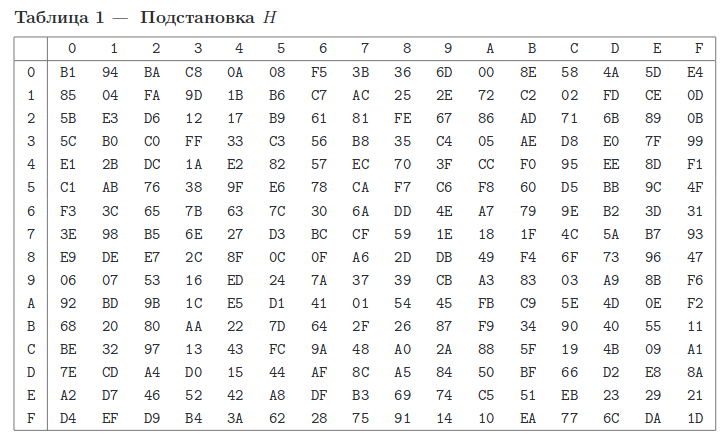 Таблица 1 — Подстановка H
0 1 2 3 4 5 6 7 8 9 A B C D E F
0 B1 94 BA C8 0A 08 F5 3B 36 6D 00 8E 58 4A 5D E4
1 85 04 FA 9D 1B B6 C7 AC 25 2E 72 C2 02 FD CE 0D
2 5B E3 D6 12 17 B9 61 81 FE 67 86 AD 71 6B 89 0B
3 5C B0 C0 FF 33 C3 56 B8 35 C4 05 AE D8 E0 7F 99
4 E1 2B DC 1A E2 82 57 EC 70 3F CC F0 95 EE 8D F1
5 C1 AB 76 38 9F E6 78 CA F7 C6 F8 60 D5 BB 9C 4F
6 F3 3C 65 7B 63 7C 30 6A DD 4E A7 79 9E B2 3D 31
7 3E 98 B5 6E 27 D3 BC CF 59 1E 18 1F 4C 5A B7 93
8 E9 DE E7 2C 8F 0C 0F A6 2D DB 49 F4 6F 73 96 47
9 06 07 53 16 ED 24 7A 37 39 CB A3 83 03 A9 8B F6
A 92 BD 9B 1C E5 D1 41 01 54 45 FB C9 5E 4D 0E F2
B 68 20 80 AA 22 7D 64 2F 26 87 F9 34 90 40 55 11
C BE 32 97 13 43 FC 9A 48 A0 2A 88 5F 19 4B 09 A1
D 7E CD A4 D0 15 44 AF 8C A5 84 50 BF 66 D2 E8 8A
E A2 D7 46 52 42 A8 DF B3 69 74 C5 51 EB 23 29 21
F D4 EF D9 B4 3A 62 28 75 91 14 10 EA 77 6C DA 1D